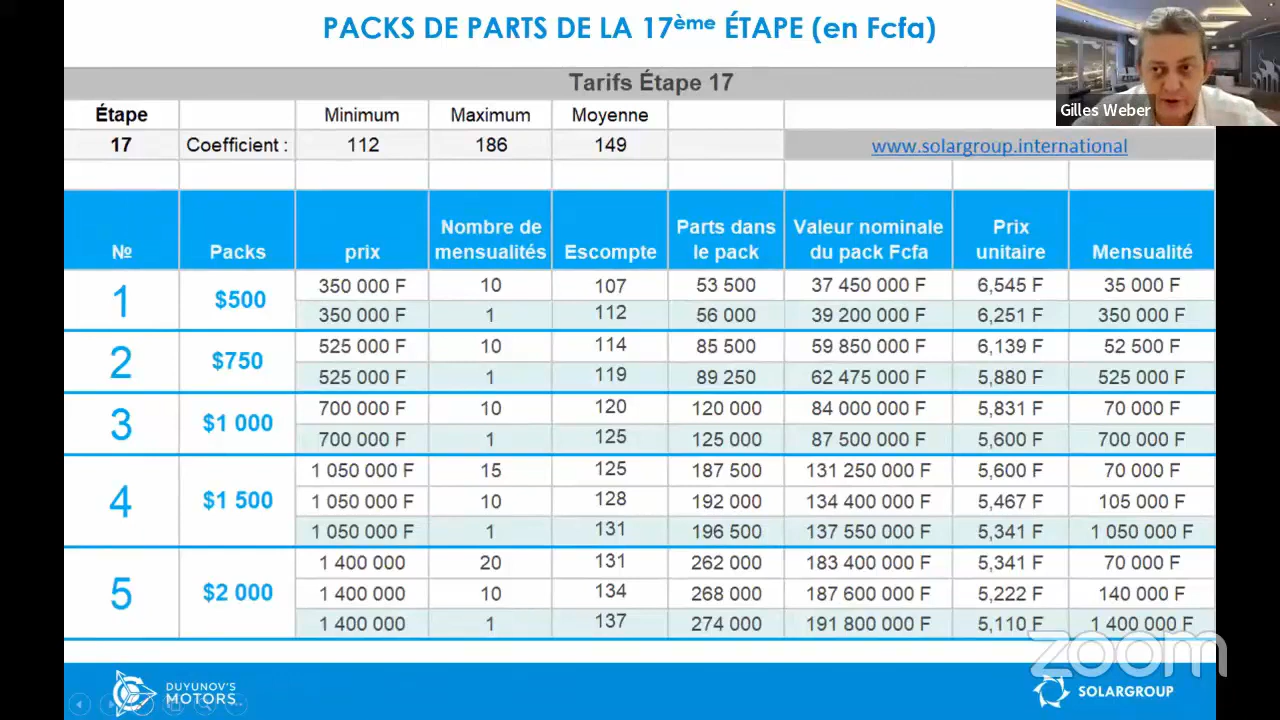 PACKS DE PARTS DE LA 17ème ÉTAPE (en Fcfa)
Gilles Weber
Tarifs Étape 17
Étape Minimum Maximum Moyenne
17 Coefficient : 112 186 149 www.solargroup.international
№ Packs prix Nombre de mensualités Escompte Parts dans le pack Valeur nominale du pack Fcfa Prix unitaire Mensualité
1 $500 350 000 F 10 107 53 500 37 450 000 F 6,545 F 35 000 F
350 000 F 1 112 56 000 39 200 000 F 6,251 F 350 000 F
2 $750 525 000 F 10 114 85 500 59 850 000 F 6,139 F 52 500 F
525 000 F 1 119 89 250 62 475 000 F 5,880 F 525 000 F
3 $1 000 700 000 F 10 120 120 000 84 000 000 F 5,831 F 70 000 F
700 000 F 1 125 125 000 87 500 000 F 5,600 F 700 000 F
4 $1 500 1 050 000 F 15 125 187 500 131 250 000 F 5,600 F 70 000 F
1 050 000 F 10 128 192 000 134 400 000 F 5,467 F 105 000 F
1 050 000 F 1 131 196 500 137 550 000 F 5,341 F 1 050 000 F
5 $2 000 1 400 000 20 131 262 000 183 400 000 F 5,341 F 70 000 F
1 400 000 10 134 268 000 187 600 000 F 5,222 F 140 000 F
1 400 000 1 137 274 000 191 800 000 F 5,110 F 1 400 000 F
zoom
DUYUNOV'S
MOTORS
SOLARGROUP